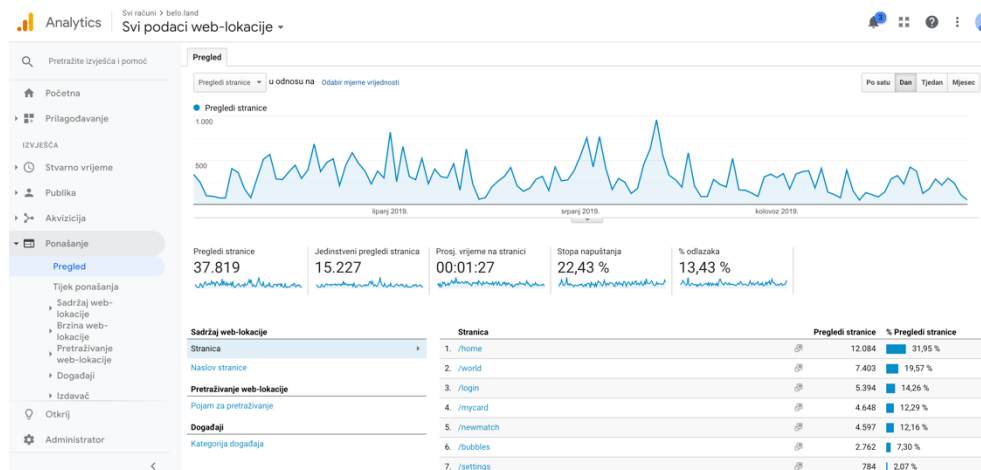 Analytics
Svi računi > belo.land
Svi podaci web-lokacije
3
Pretražite izvješća i pomoć
Početna
Prilagođavanje
IZVJEŠĆA
Stvarno vrijeme
Publika
Akvizicija
Ponašanje
Pregled
Tijek ponašanja
Sadržaj web-
lokacije
Brzina web-
lokacije
Pretraživanje
web-lokacije
Događaji
Izdavač
Otkrij
Administrator
Pregled
Pregledi stranice u odnosu na Odabir mjerne vrijednosti
Po satu Dan Tjedan Mjesec
Pregledi stranice
1.000
500
lipanj 2019. srpanj 2019. kolovoz 2019.
Pregledi stranice
37.819
Jedinstveni pregledi stranica
15.227
Prosj. vrijeme na stranici
00:01:27
Stopa napuštanja
22,43 %
% odlazaka
13,43 %
Sadržaj web-lokacije
Stranica
Naslov stranice
Pretraživanje web-lokacije
Pojam za pretraživanje
Događaji
Kategorija događaja
Stranica Pregledi stranice % Pregledi stranice
1. /home 12.084 31,95 %
2. /world 7.403 19,57 %
3. /login 5.394 14,26 %
4. /mycard 4.648 12,29 %
5. /newmatch 4.597 12,16 %
6. /bubbles 2.762 7,30 %
7. /settings 784 2,07 %